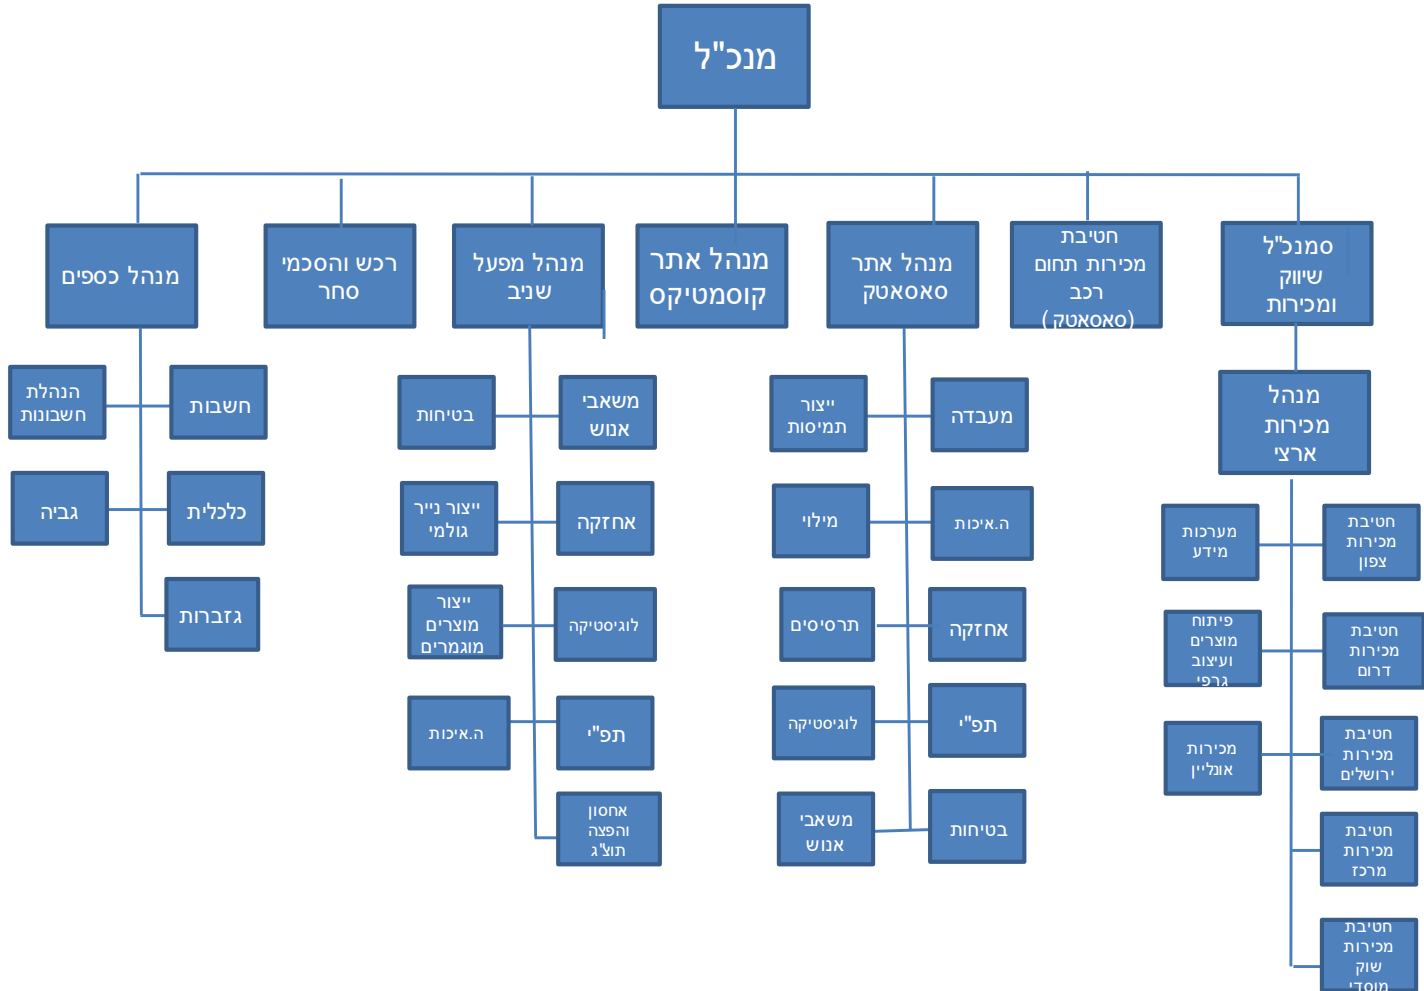 מנכ"ל
סמנכ"ל
שיווק
ומכירות
חטיבת
מכירות תחום
רכב
(סאסאטק)
מנהל אתר
סאסאטק
מנהל אתר
קוסמטיקס
מנהל מפעל
שניב
רכש והסכמי
סחר
מנהל כספים
מנהל
מכירות
ארצי
חטיבת
מכירות
צפון
מערכות
מידע
חטיבת
מכירות
דרום
פיתוח
מוצרים
ועיצוב
גרפי
חטיבת
מכירות
ירושלים
מכירות
אונליין
חטיבת
מכירות
מרכז
חטיבת
מכירות
שוק
מוסדי
מעבדה
ייצור
תמיסות
ה.איכות
מילוי
אחזקה
תרסיסים
תפ"י
לוגיסטיקה
בטיחות
משאבי
אנוש
משאבי
אנוש
בטיחות
אחזקה
ייצור נייר
גולמי
לוגיסטיקה
ייצור
מוצרים
מוגמרים
תפ"י
ה.איכות
אחסון
והפצה
תוצ"ג
חשבות
הנהלת
חשבונות
כלכלית
גביה
גזברות